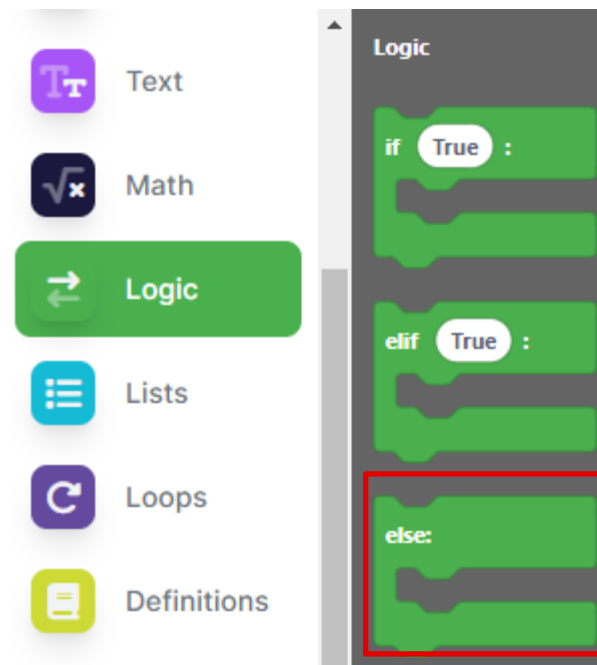 Text
Math
Logic
Lists
Loops
Definitions
Logic
if True :
elif True :
else: